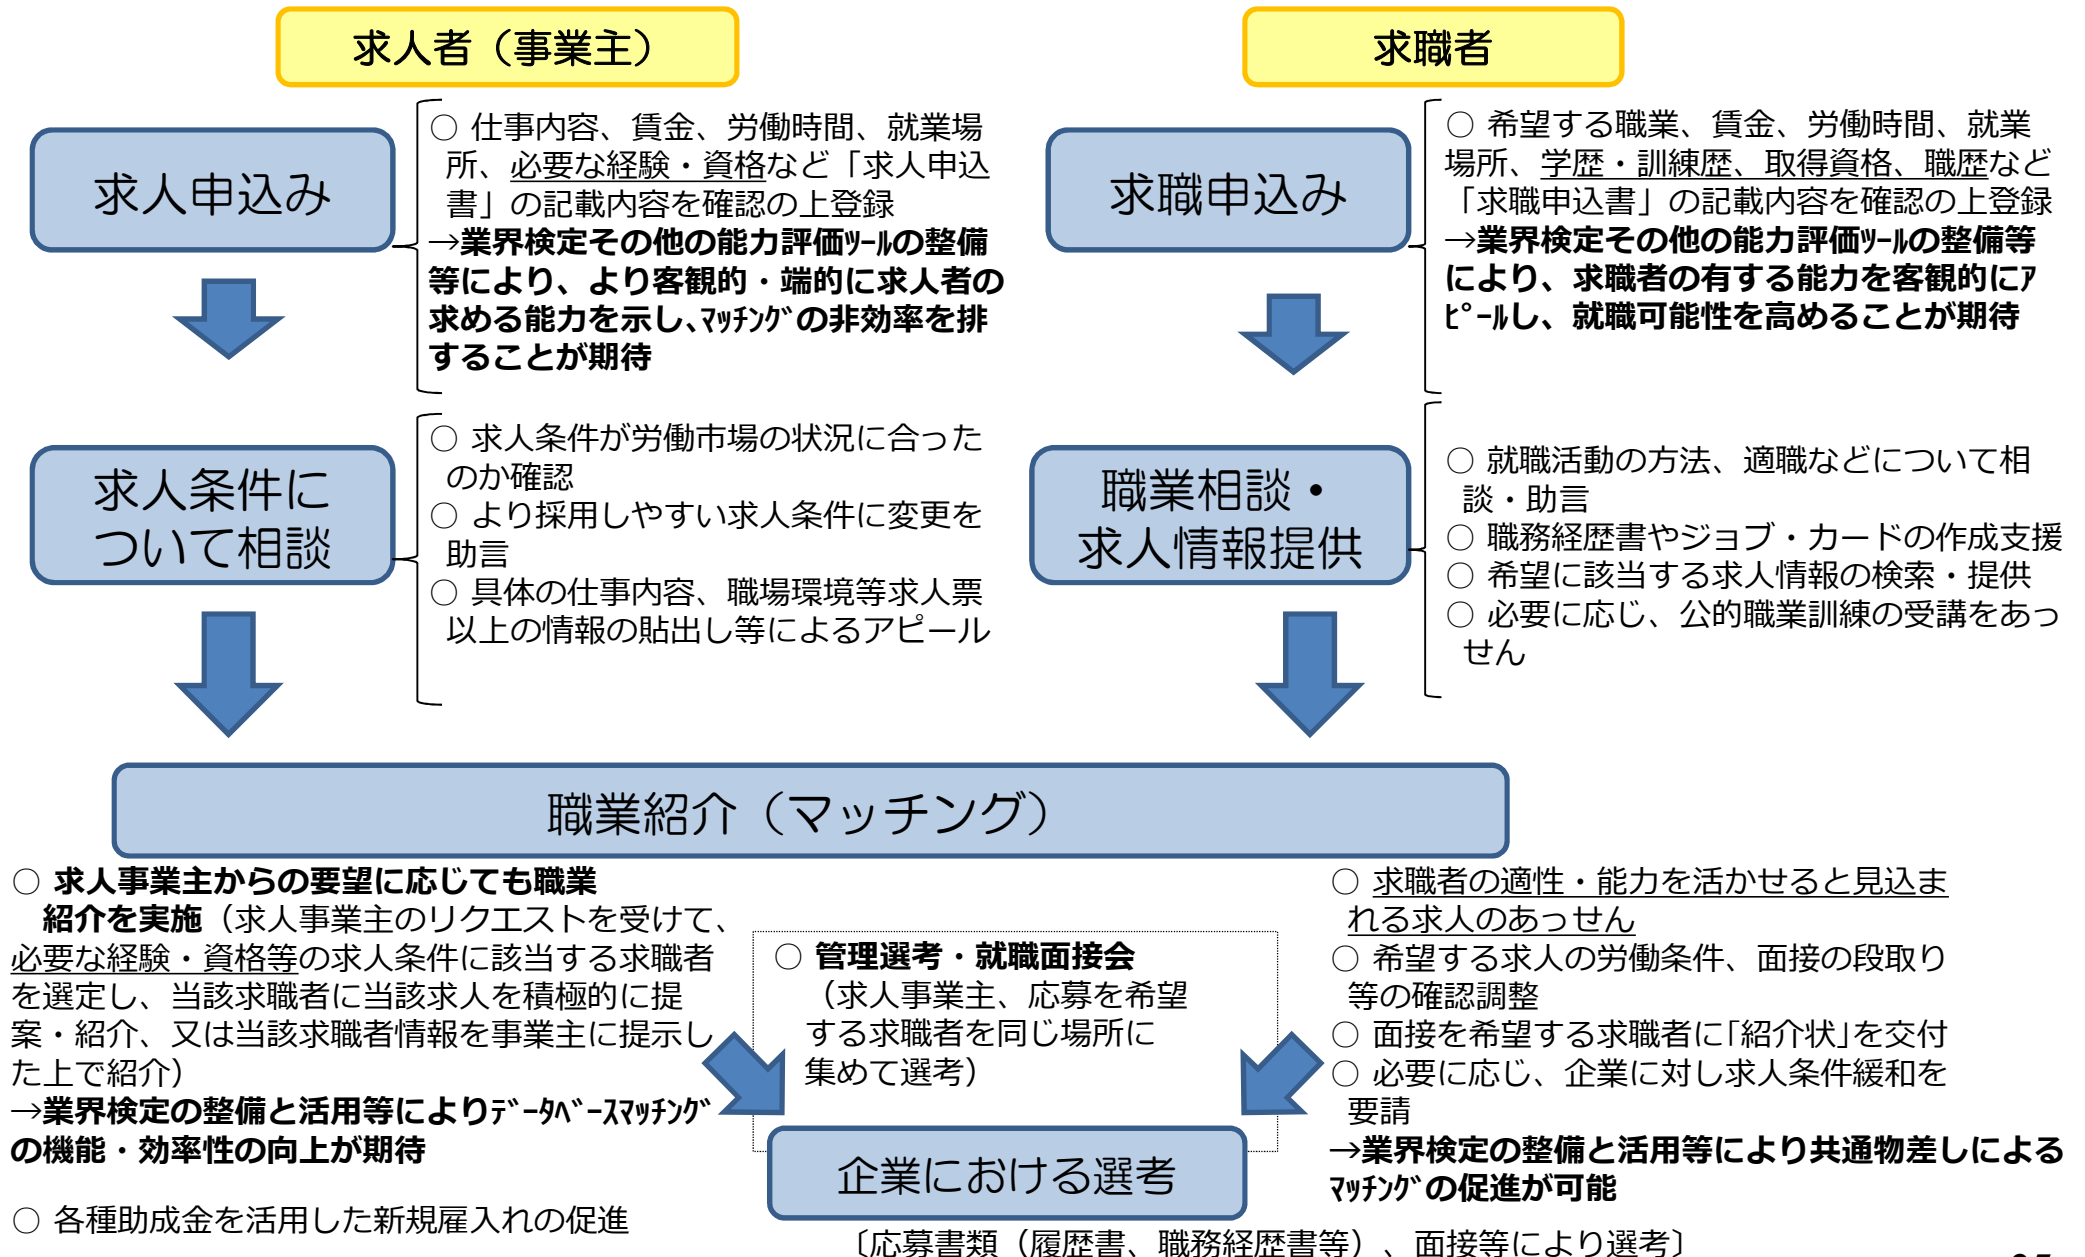 求人者（事業主）
求人申込み
○ 仕事内容、賃金、労働時間、就業場
所、必要な経験・資格など「求人申込
書」の記載内容を確認の上登録
→業界検定その他の能力評価ﾂｰﾙの整備
等により、より客観的・端的に求人者の
求める能力を示し､ﾏｯﾁﾝｸﾞの非効率を排
することが期待
求人条件に
ついて相談
○ 求人条件が労働市場の状況に合った
のか確認
○ より採用しやすい求人条件に変更を
助言
○ 具体の仕事内容、職場環境等求人票
以上の情報の貼出し等によるアピール
求職者
求職申込み
○ 希望する職業、賃金、労働時間、就業
場所、学歴・訓練歴、取得資格、職歴など
「求職申込書」の記載内容を確認の上登録
→業界検定その他の能力評価ﾂｰﾙの整備等
により、求職者の有する能力を客観的にｱ
ﾋﾟｰﾙし、就職可能性を高めることが期待
職業相談・
求人情報提供
○ 就職活動の方法、適職などについて相
談・助言
○ 職務経歴書やジョブ・カードの作成支援
○ 希望に該当する求人情報の検索・提供
○ 必要に応じ、公的職業訓練の受講をあっ
せん
職業紹介（マッチング）
○ 求人事業主からの要望に応じても職業
紹介を実施（求人事業主のリクエストを受けて、
必要な経験・資格等の求人条件に該当する求職者
を選定し、当該求職者に当該求人を積極的に提
案・紹介、又は当該求職者情報を事業主に提示し
た上で紹介）
→業界検定の整備と活用等によりﾃﾞｰﾀﾍﾞｰｽﾏｯﾁﾝｸﾞ
の機能・効率性の向上が期待
○ 各種助成金を活用した新規雇入れの促進
○ 管理選考・就職面接会
（求人事業主、応募を希望
する求職者を同じ場所に
集めて選考）
○ 求職者の適性・能力を活かせると見込ま
れる求人のあっせん
○ 希望する求人の労働条件、面接の段取り
等の確認調整
○ 面接を希望する求職者に｢紹介状｣を交付
○ 必要に応じ、企業に対し求人条件緩和を
要請
→業界検定の整備と活用等により共通物差しによる
ﾏｯﾁﾝｸﾞの促進が可能
企業における選考
〔応募書類（履歴書、職務経歴書等）、面接等により選考〕